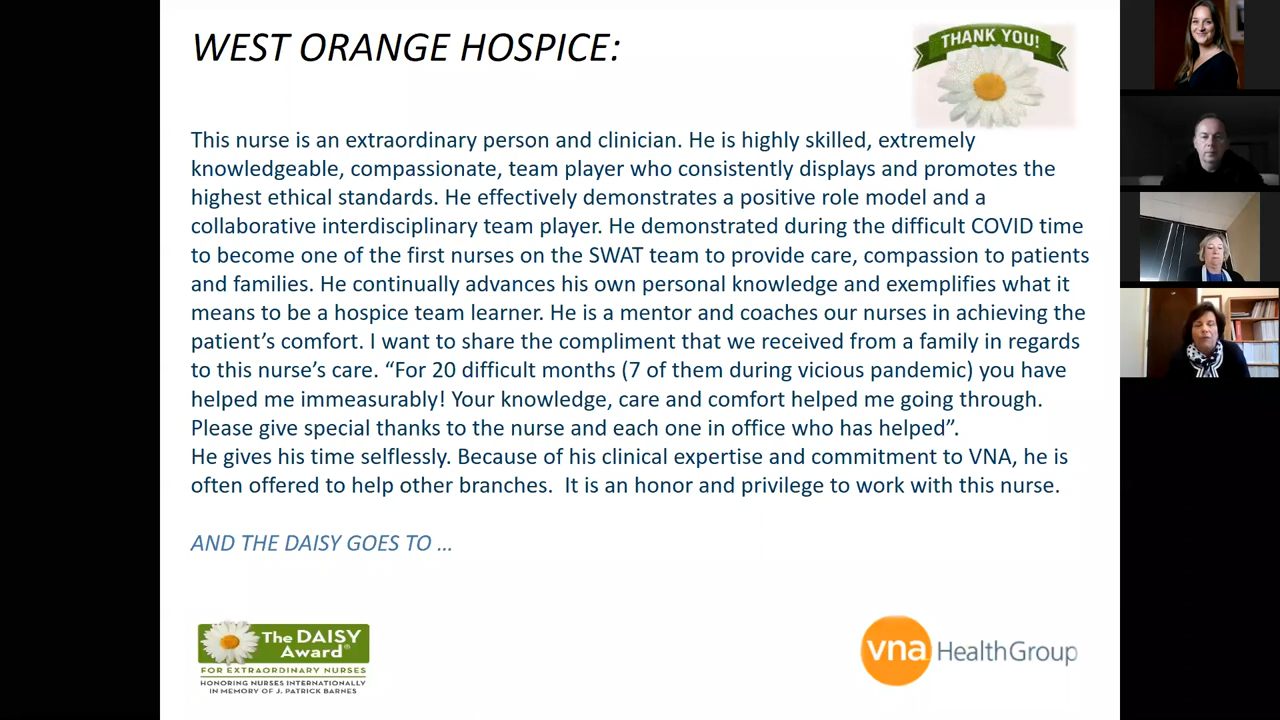 WEST ORANGE HOSPICE:
THANK YOU!
This nurse is an extraordinary person and clinician. He is highly skilled, extremely
knowledgeable, compassionate, team player who consistently displays and promotes the
highest ethical standards. He effectively demonstrates a positive role model and a
collaborative interdisciplinary team player. He demonstrated during the difficult COVID time
to become one of the first nurses on the SWAT team to provide care, compassion to patients
and families. He continually advances his own personal knowledge and exemplifies what it
means to be a hospice team learner. He is a mentor and coaches our nurses in achieving the
patient’s comfort. I want to share the compliment that we received from a family in regards
to this nurse’s care. “For 20 difficult months (7 of them during vicious pandemic) you have
helped me immeasurably! Your knowledge, care and comfort helped me going through.
Please give special thanks to the nurse and each one in office who has helped”.
He gives his time selflessly. Because of his clinical expertise and commitment to VNA, he is
often offered to help other branches.  It is an honor and privilege to work with this nurse.
AND THE DAISY GOES TO …
The DAISY
Award®
FOR EXTRAORDINARY NURSES
HONORING NURSES INTERNATIONALLY
IN MEMORY OF J. PATRICK BARNES
vna HealthGroup